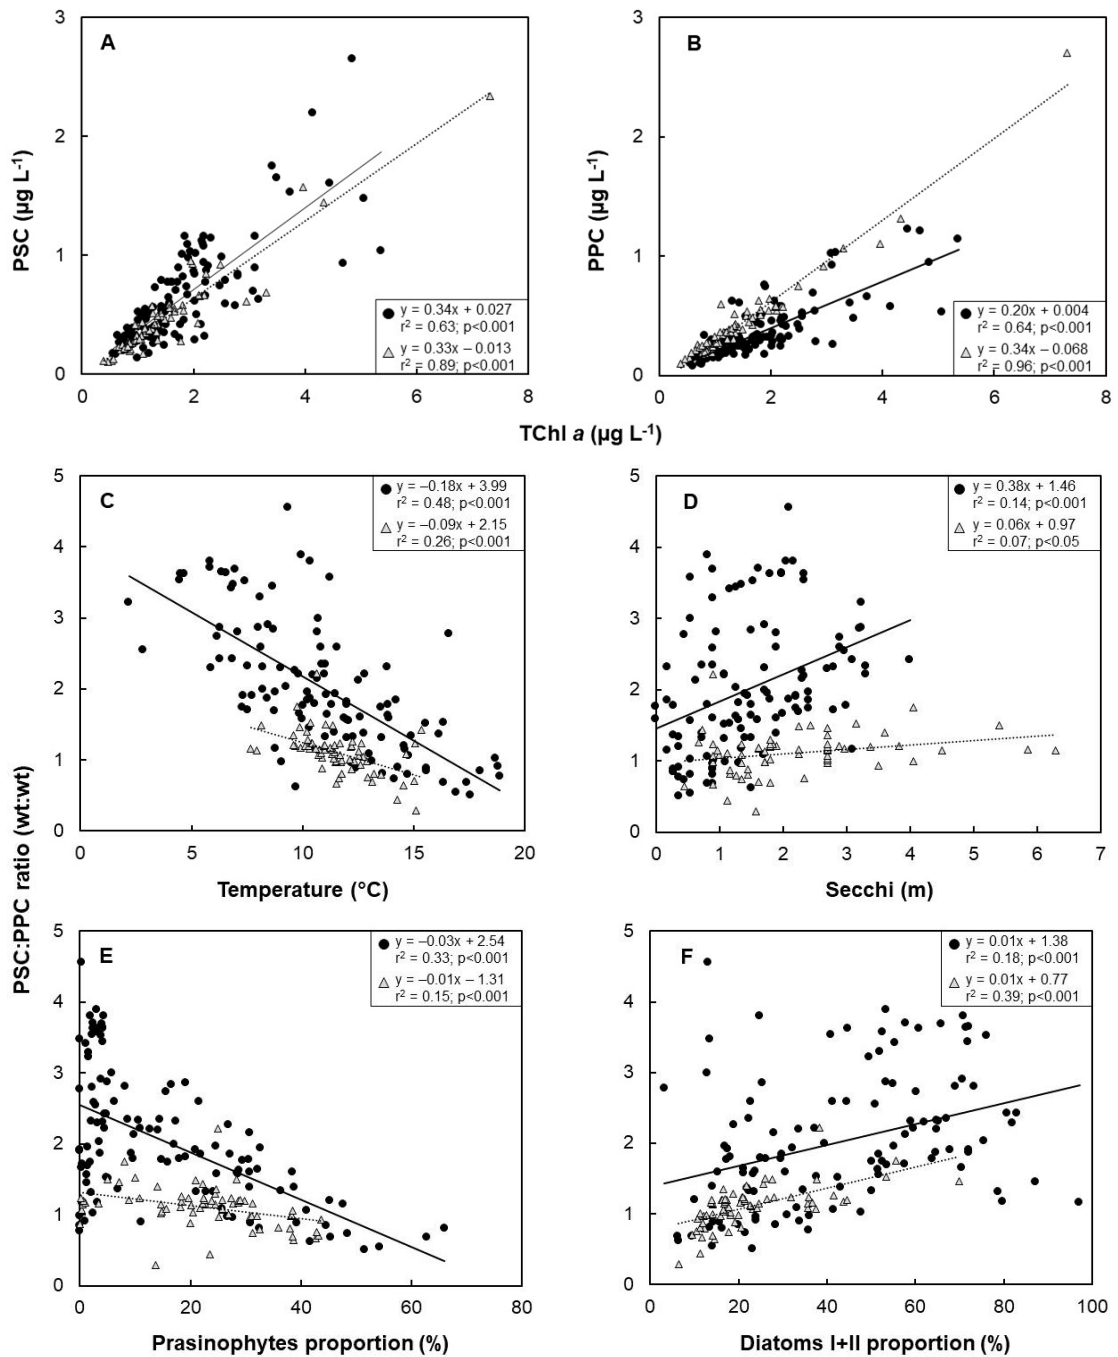 3
A
2
PSC (µg L-1)
1
y = 0.34x + 0.027
r2 = 0.63; p<0.001
y = 0.33x − 0.013
r2 = 0.89; p<0.001
0
0 2 4 6 8
3
B
2
PPC (µg L-1)
1
y = 0.20x + 0.004
r2 = 0.64; p<0.001
y = 0.34x − 0.068
r2 = 0.96; p<0.001
0
0 2 4 6 8
TChl a (µg L-1)
PSC:PPC ratio (wt:wt)
5
C
y = −0.18x + 3.99
r2 = 0.48; p<0.001
y = −0.09x + 2.15
r2 = 0.26; p<0.001
4
3
2
1
0
0 5 10 15 20
Temperature (°C)
5
D
y = 0.38x + 1.46
r2 = 0.14; p<0.001
y = 0.06x + 0.97
r2 = 0.07; p<0.05
4
3
2
1
0
0 1 2 3 4 5 6 7
Secchi (m)
5
E
y = −0.03x + 2.54
r2 = 0.33; p<0.001
y = −0.01x − 1.31
r2 = 0.15; p<0.001
4
3
2
1
0
0 20 40 60 80
Prasinophytes proportion (%)
5
F
y = 0.01x + 1.38
r2 = 0.18; p<0.001
y = 0.01x + 0.77
r2 = 0.39; p<0.001
4
3
2
1
0
0 20 40 60 80 100
Diatoms I+II proportion (%)